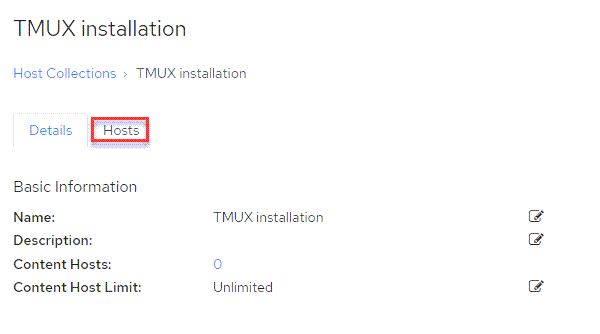 TMUX installation
Host Collections › TMUX installation
Details Hosts
Basic Information
Name: TMUX installation
Description:
Content Hosts: 0
Content Host Limit: Unlimited